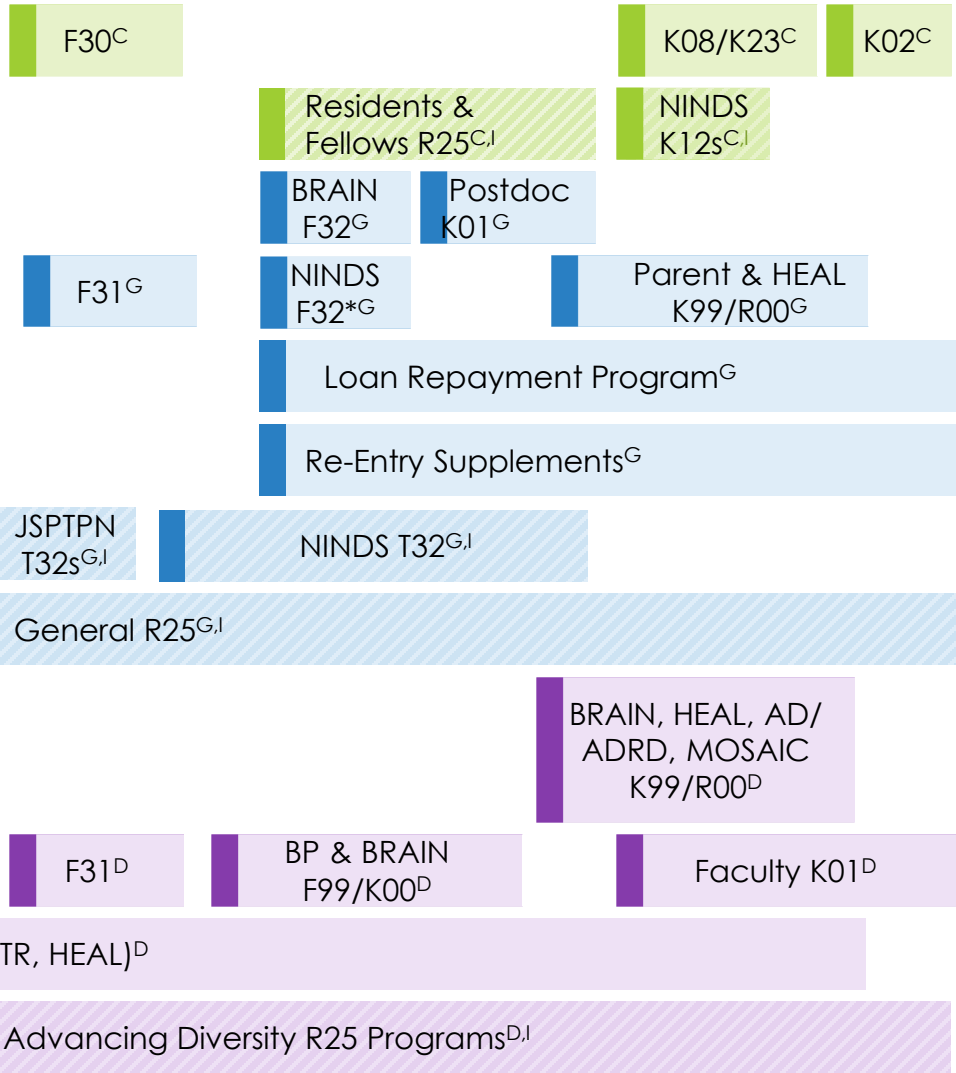 F30C
K08/K23C
K02C
Residents &
Fellows R25C,I
NINDS
K12sC,I
BRAIN
F32G
Postdoc
K01G
F31G
NINDS
F32*G
Parent & HEAL
K99/R00G
Loan Repayment ProgramG
Re-Entry SupplementsG
JSPTPN
T32sG,I
NINDS T32G,I
General R25G,I
BRAIN, HEAL, AD/
ADRD, MOSAIC
K99/R00D
F31D
BP & BRAIN
F99/K00D
Faculty K01D
TR, HEAL)D
Advancing Diversity R25 ProgramsD,I